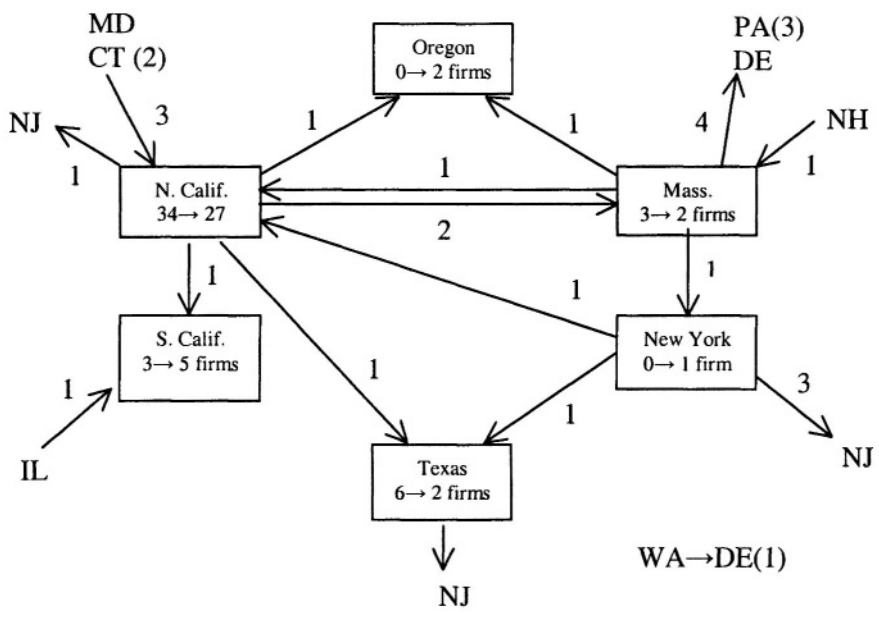 MD
CT (2)
Oregon
0→ 2 firms
PA(3)
DE
NJ
3
1
1
4
NH
1
N. Calif.
34→ 27
1
2
Mass.
3→ 2 firms
1
1
1
1
S. Calif.
3→ 5 firms
New York
0→ 1 firm
1
1
1
3
IL
Texas
6→ 2 firms
NJ
WA→DE(1)
NJ